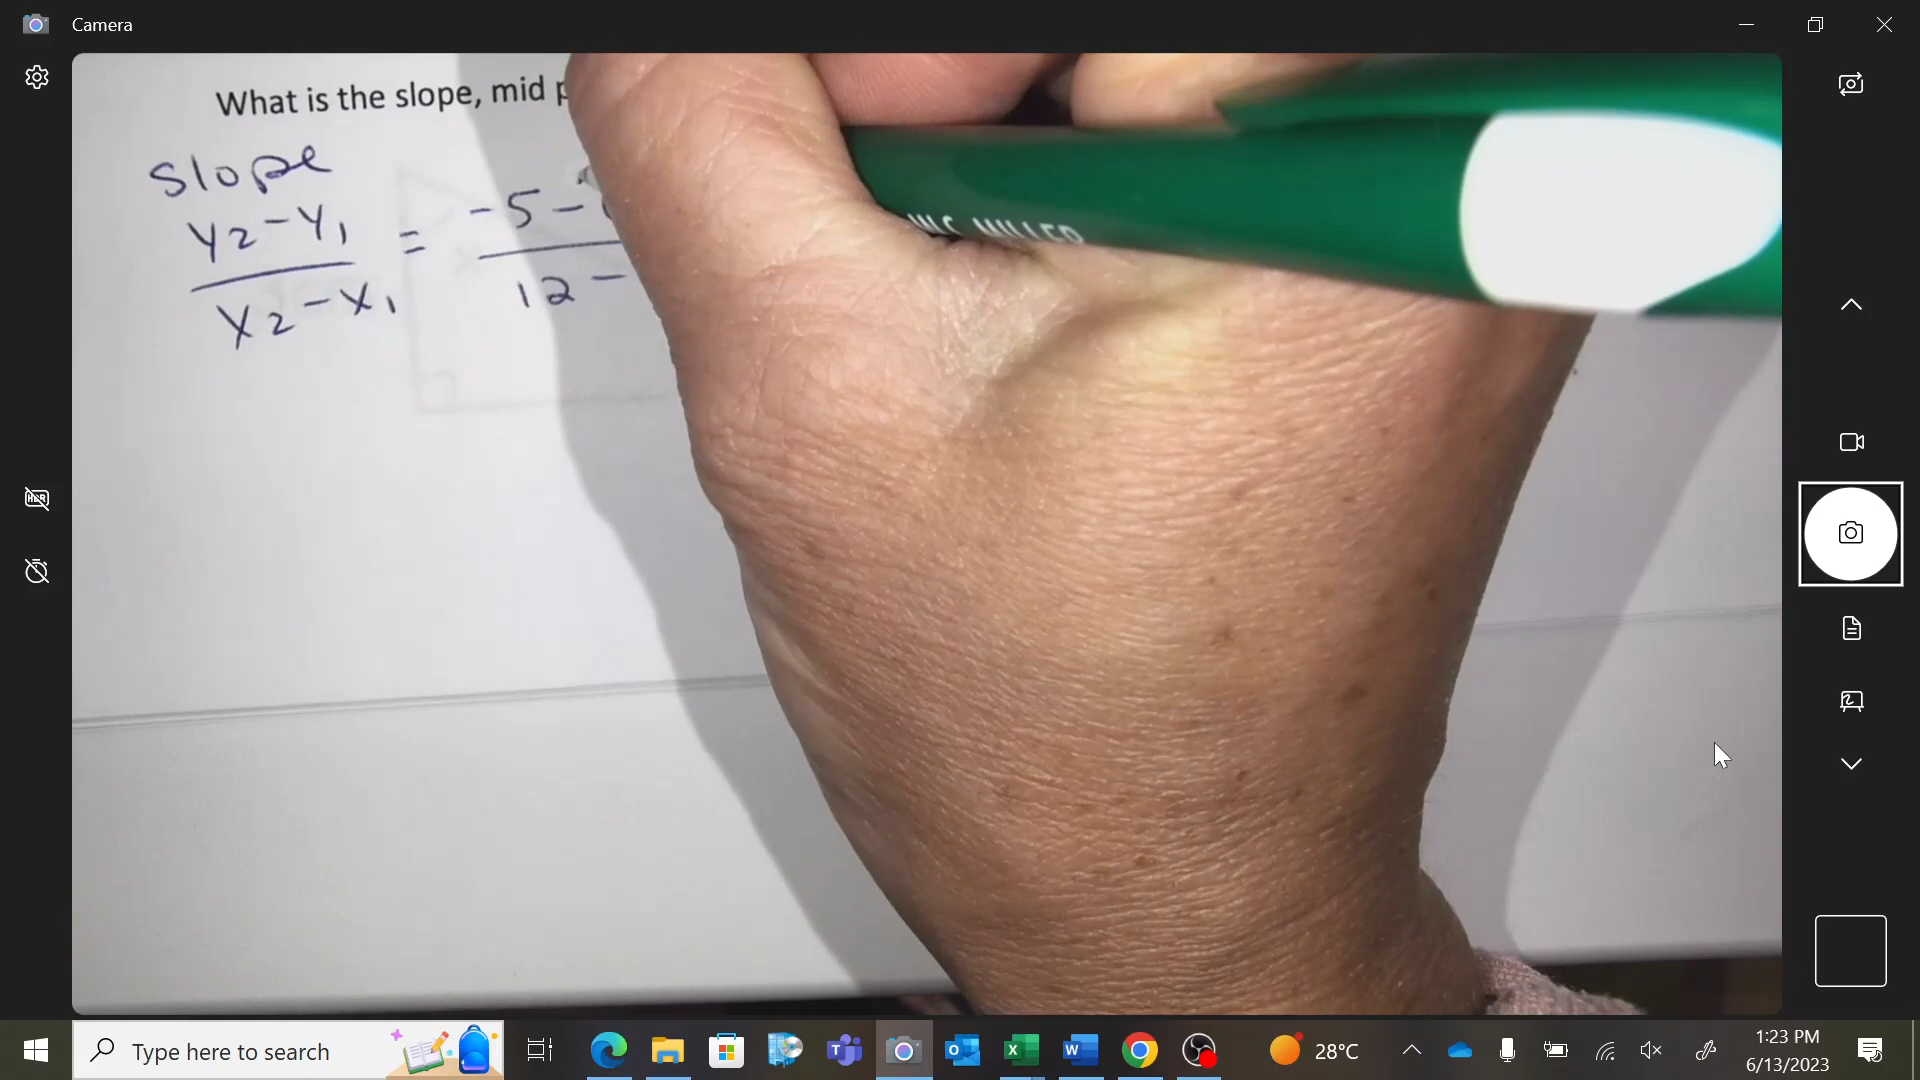 Camera
What is the slope, mid
slope
y2-y1 = -5-
x2-x1 12-
MILLER
Type here to search
28°C
1:23 PM
6/13/2023